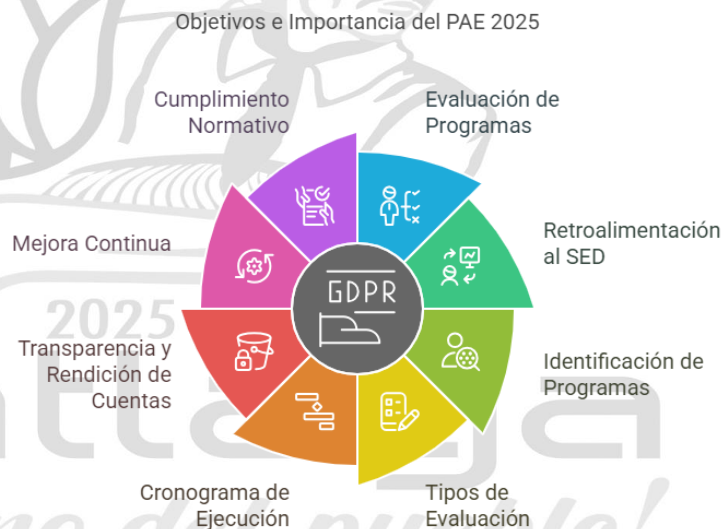 Objetivos e Importancia del PAE 2025
Cumplimiento
Normativo
Evaluación de
Programas
Mejora Continua
Retroalimentación
al SED
GDPR
2025
Transparencia y
Rendición de
Cuentas
Identificación de
Programas
Cronograma de
Ejecución
Tipos de
Evaluación